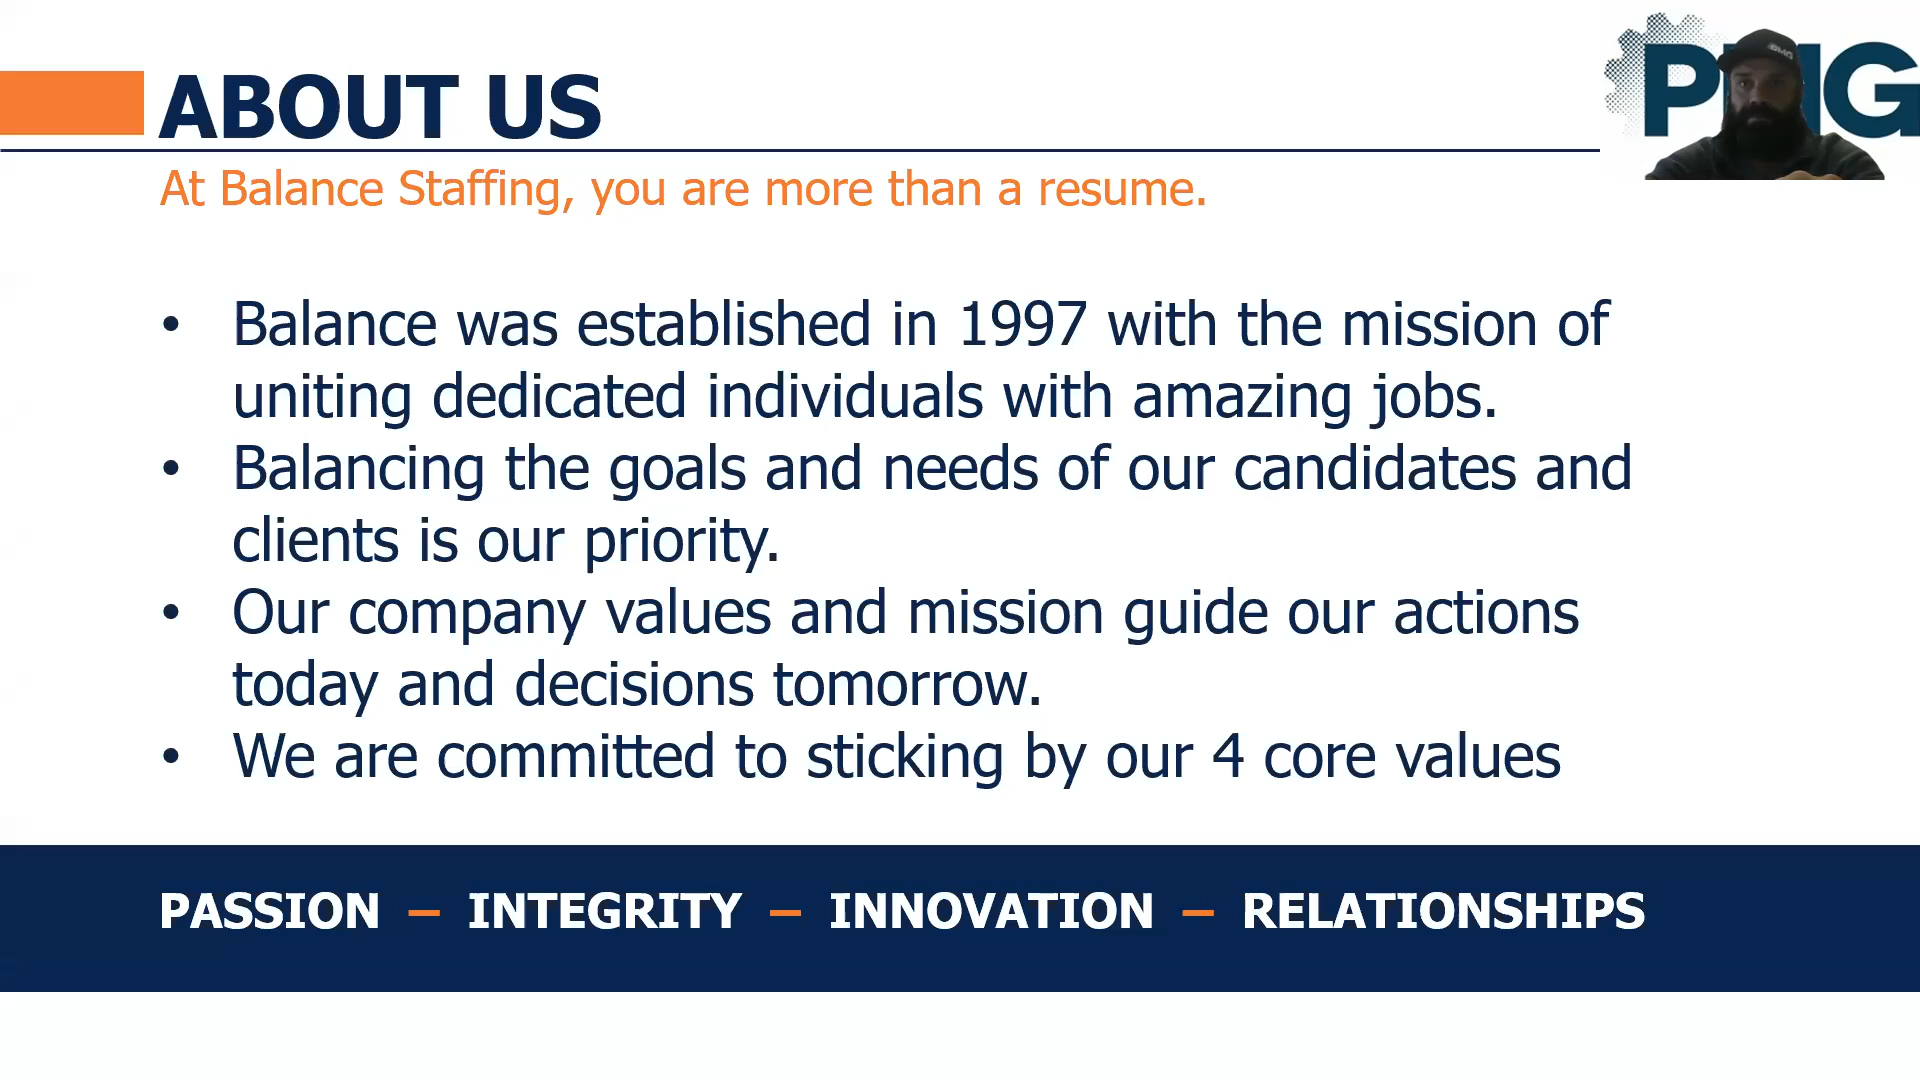 ABOUT US
At Balance Staffing, you are more than a resume.
• Balance was established in 1997 with the mission of
uniting dedicated individuals with amazing jobs.
• Balancing the goals and needs of our candidates and
clients is our priority.
• Our company values and mission guide our actions
today and decisions tomorrow.
• We are committed to sticking by our 4 core values
PASSION – INTEGRITY – INNOVATION – RELATIONSHIPS